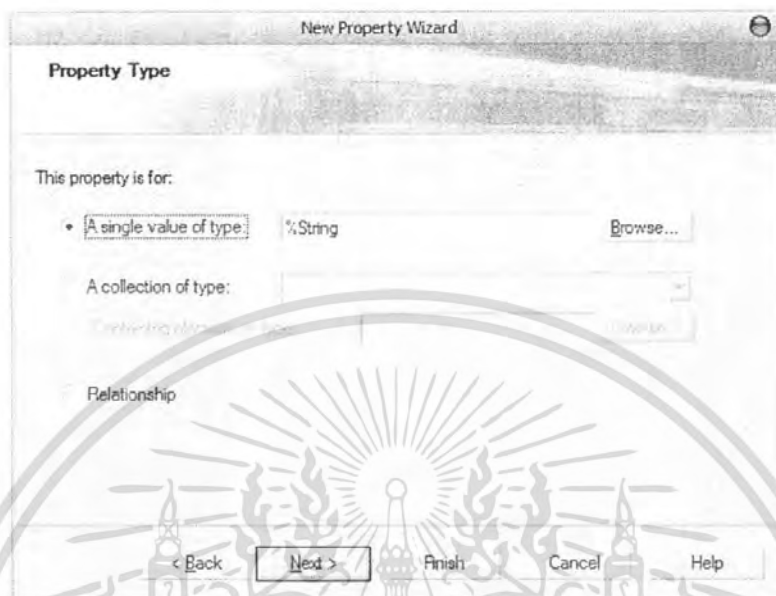 New Property Wizard
Property Type
This property is for:
A single value of type: %String Browse...
A collection of type:
Relationship
< Back Next > Finish Cancel Help